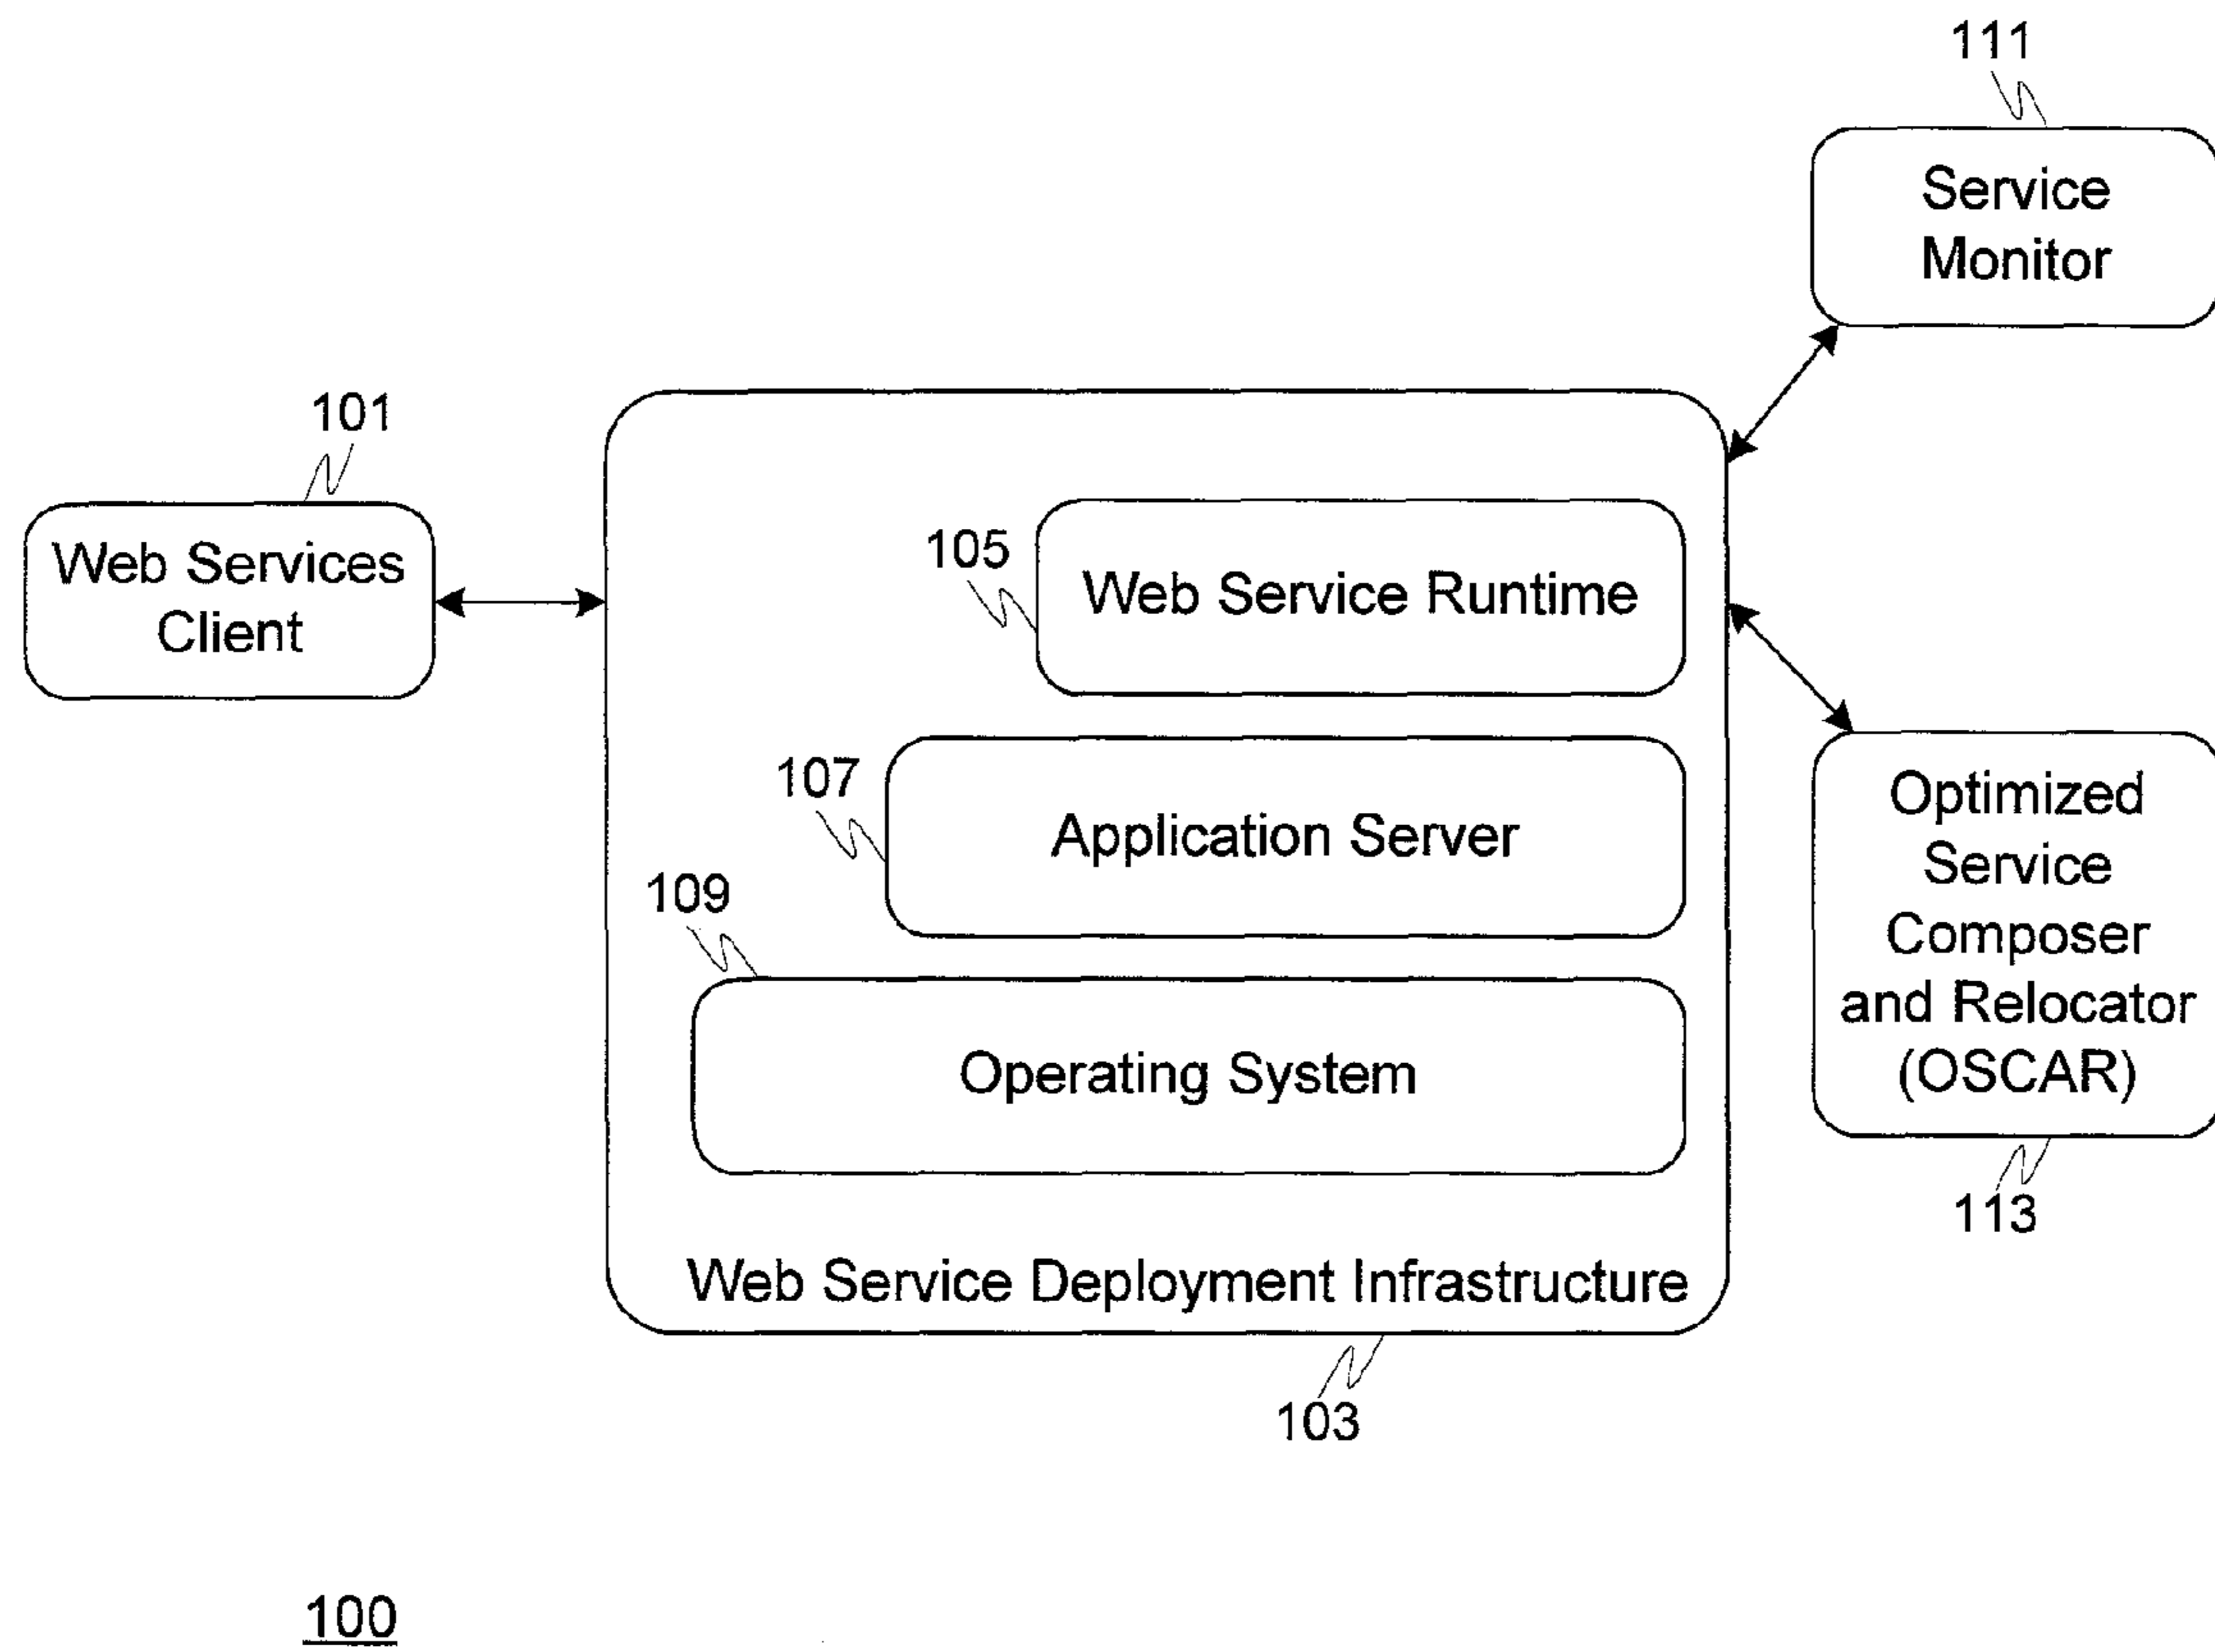 111
Service
Monitor
101
Web Services
Client
105
Web Service Runtime
107
Application Server
109
Operating System
Optimized
Service
Composer
and Relocator
(OSCAR)
113
Web Service Deployment Infrastructure
103
100